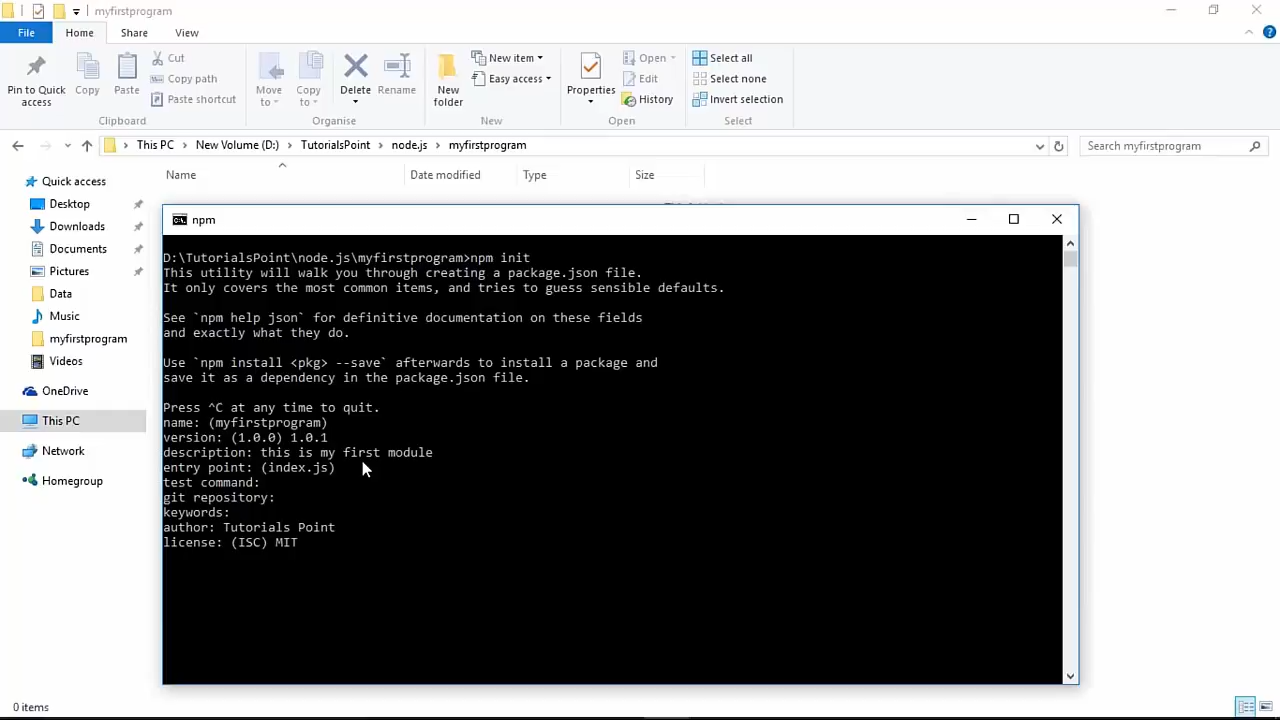 myfirstprogram
File Home Share View
Pin to Quick access
Copy
Paste
Cut
Copy path
Paste shortcut
Clipboard
Move to
Copy to
Delete
Rename
Organise
New folder
New item
Easy access
New
Properties
Open
Edit
History
Open
Select all
Select none
Invert selection
Select
This PC New Volume (D:) TutorialsPoint node.js myfirstprogram
Search myfirstprogram
Name Date modified Type Size
Quick access
Desktop
Downloads
Documents
Pictures
Data
Music
myfirstprogram
Videos
OneDrive
This PC
Network
Homegroup
npm
D:\TutorialsPoint\node.js\myfirstprogram>npm init
This utility will walk you through creating a package.json file.
It only covers the most common items, and tries to guess sensible defaults.
See `npm help json` for definitive documentation on these fields
and exactly what they do.
Use `npm install <pkg> --save` afterwards to install a package and
save it as a dependency in the package.json file.
Press ^C at any time to quit.
name: (myfirstprogram)
version: (1.0.0) 1.0.1
description: this is my first module
entry point: (index.js)
test command:
git repository:
keywords:
author: Tutorials Point
license: (ISC) MIT
0 items